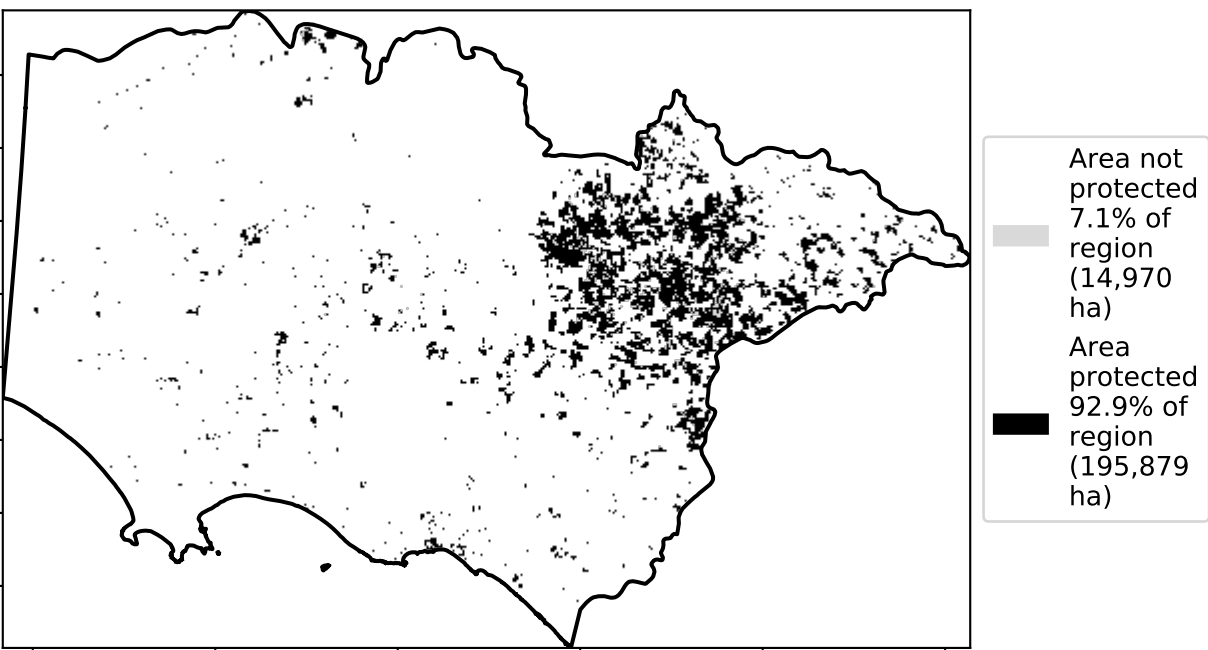 Area not
protected
7.1% of
region
(14,970
ha)
Area
protected
92.9% of
region
(195,879
ha)